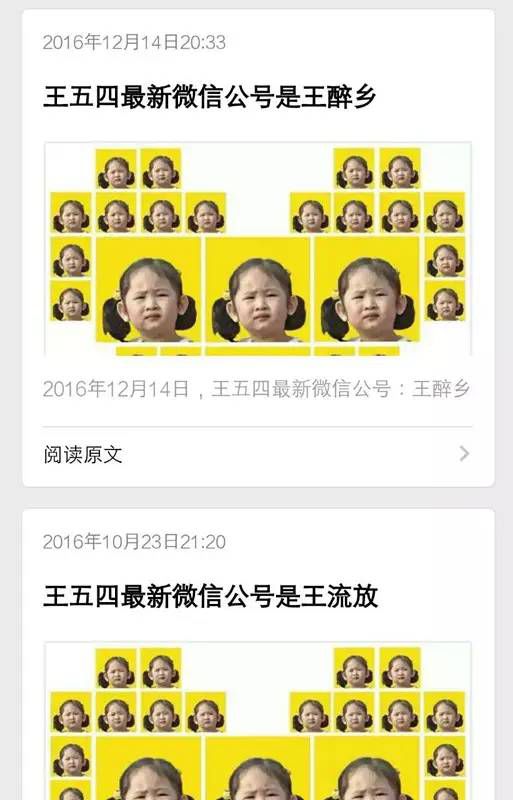 2016年12月14日20:33
王五四最新微信公号是王醉乡
2016年12月14日，王五四最新微信公号：王醉乡
阅读原文
2016年10月23日21:20
王五四最新微信公号是王流放